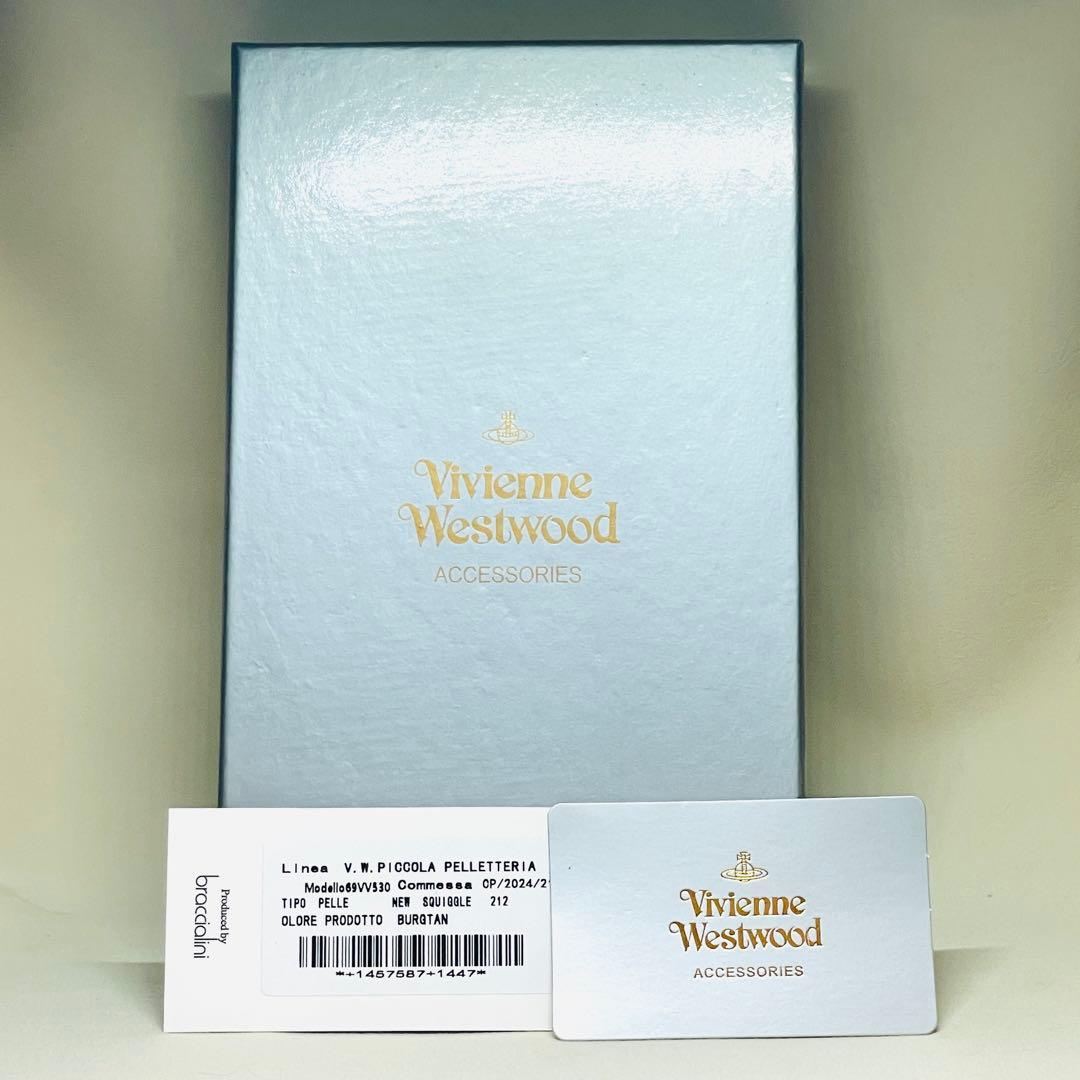 Vivienne
Westwood
ACCESSORIES
Produced by
braccialini
Linea V.W.PICCOLA PELLETTERIA
Modello69VV530 Commessa OP/2024/2
TIPO PELLE NEW SQUIGGLE 212
OLORE PRODOTTO BURGTAN
*+1457587+1447*
Vivienne
Westwood
ACCESSORIES